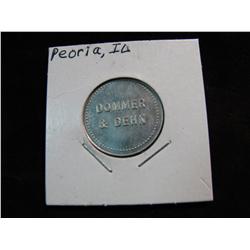 Peoria, IL
DOMMER
& DEHN